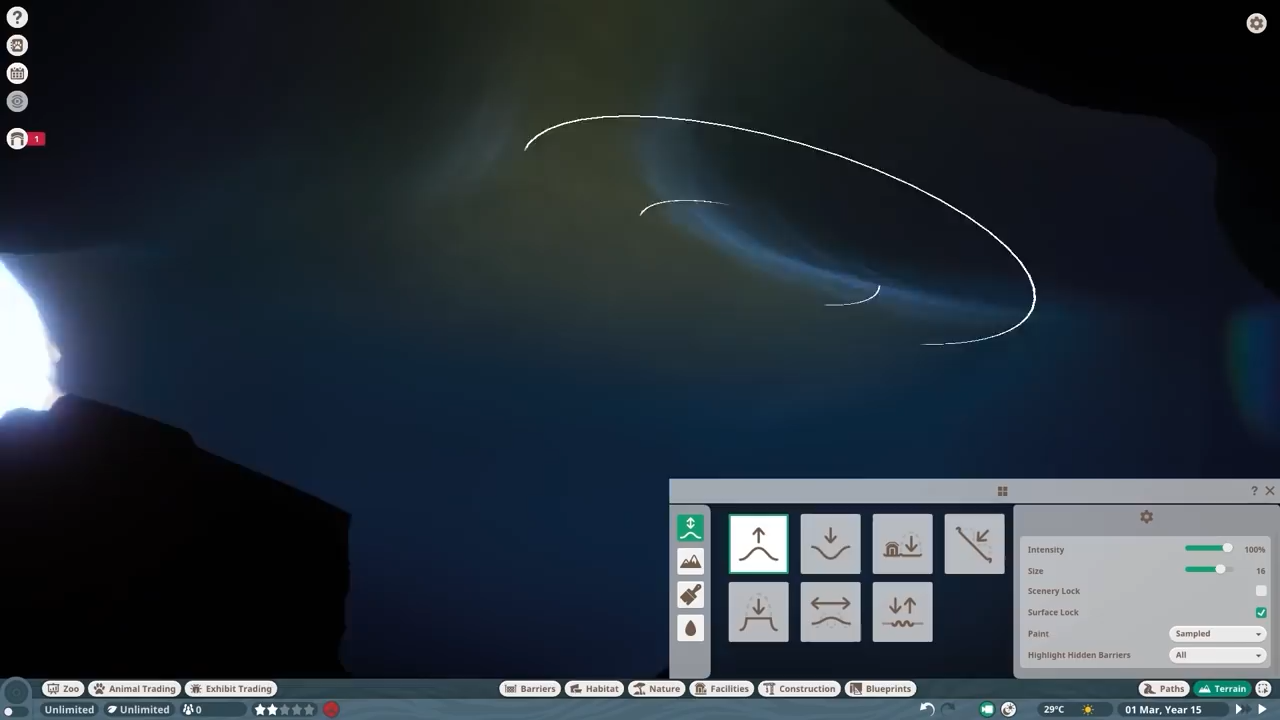 ?
1
? ×
Intensity 100%
Size 16
Scenery Lock
Surface Lock
Paint Sampled
Highlight Hidden Barriers All
Zoo Animal Trading Exhibit Trading Barriers Habitat Nature Facilities Construction Blueprints Paths Terrain
Unlimited Unlimited 0 29°C 01 Mar, Year 15